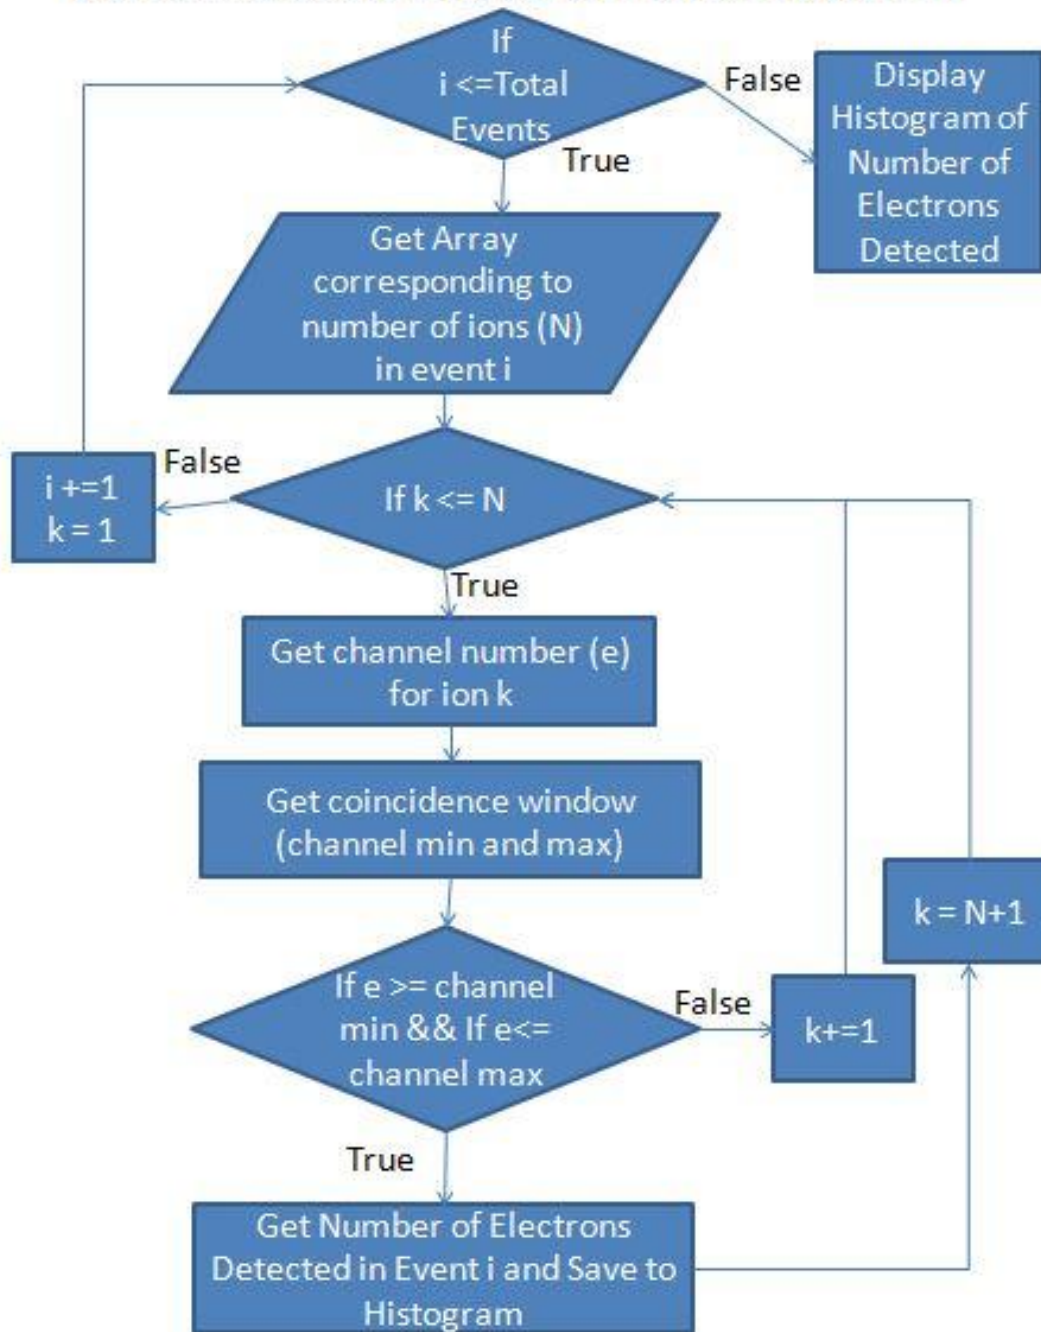 If
i <=Total
Events
False
True
Display
Histogram of
Number of
Electrons
Detected
Get Array
corresponding to
number of ions (N)
in event i
If k <= N
False
i +=1
k = 1
True
Get channel number (e)
for ion k
Get coincidence window
(channel min and max)
If e >= channel
min && If e<=
channel max
False
k+=1
k = N+1
True
Get Number of Electrons
Detected in Event i and Save to
Histogram